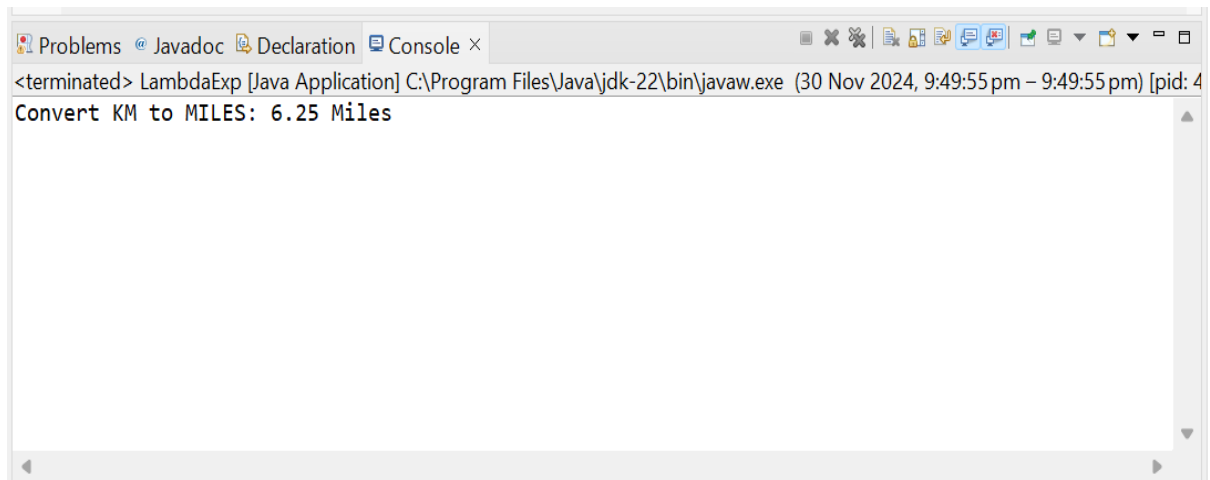 Problems @ Javadoc Declaration Console ×
<terminated> LambdaExp [Java Application] C:\Program Files\Java\jdk-22\bin\javaw.exe (30 Nov 2024, 9:49:55 pm – 9:49:55 pm) [pid: 4
Convert KM to MILES: 6.25 Miles